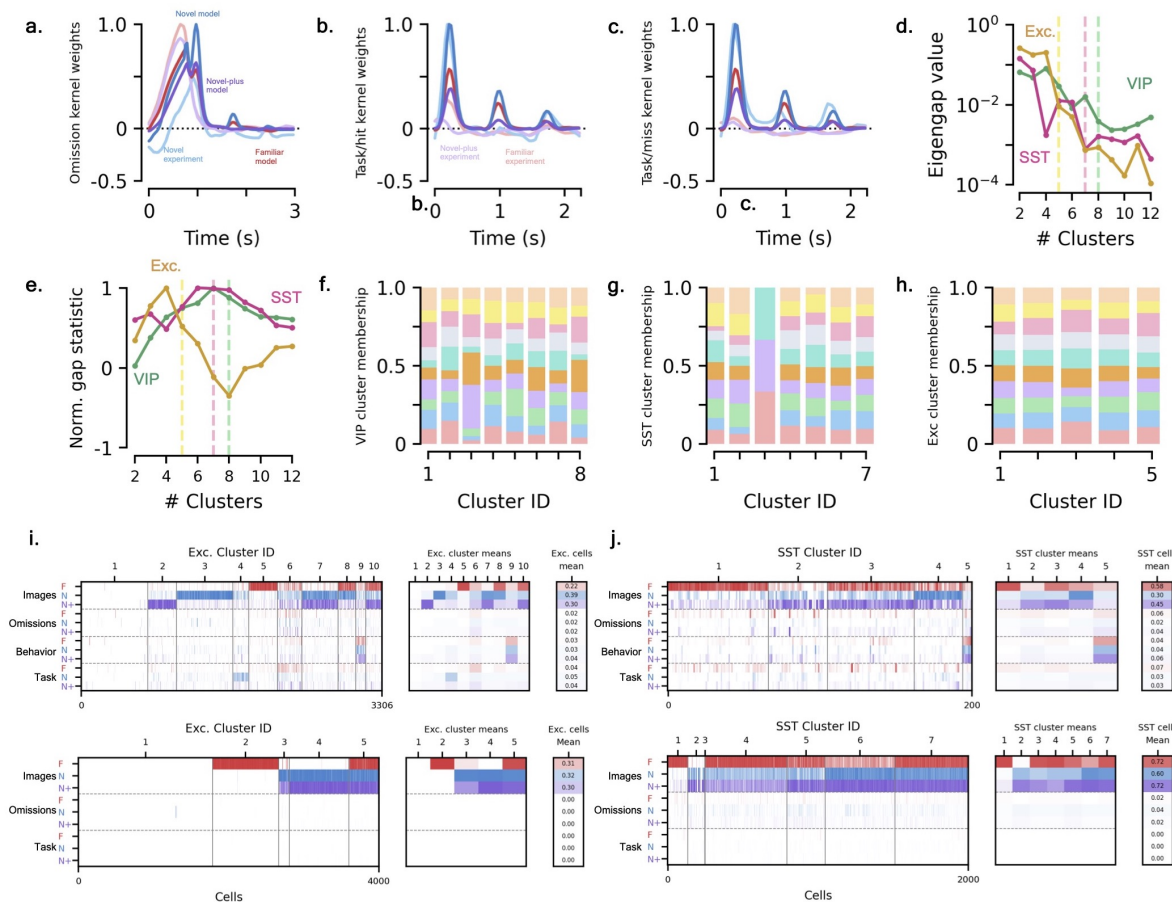 a.
Omission kernel weights
1.0
0
-0.5
Novel model
Novel-plus
model
Novel
experiment
Familiar
model
0
3
Time (s)
b.
Task/hit kernel weights
1.0
0
-0.5
Novel-plus
experiment
Familiar
experiment
b.
0
1
2
Time (s)
c.
Task/miss kernel weights
1.0
0
-0.5
c.
0
1
2
Time (s)
d.
Eigengap value
10^0
10^-2
10^-4
Exc.
VIP
SST
2 4 6 8 10 12
# Clusters
e.
Norm. gap statistic
1
0
-1
Exc.
SST
VIP
2 4 6 8 10 12
# Clusters
f.
VIP cluster membership
1.0
0.5
0
1
8
Cluster ID
g.
SST cluster membership
1.0
0.5
0
1
7
Cluster ID
h.
Exc cluster membership
1.0
0.5
0
1
5
Cluster ID
i.
Exc. Cluster ID
1 2 3 4 5 6 7 8 9 10
Images
Omissions
Behavior
Task
F
N
N+
F
N
N+
F
N
N+
F
N
N+
0
3306
Exc. cluster means
1 2 3 4 5 6 7 8 9 10
Exc. cells
mean
0.22
0.39
0.30
0.02
0.02
0.02
0.03
0.03
0.04
0.04
0.05
0.04
Exc. Cluster ID
1 2 3 4 5
Images
Omissions
Task
F
N
N+
F
N
N+
F
N
N+
0
4000
Cells
Exc. cluster means
1 2 3 4 5
Exc. cells
Mean
0.31
0.32
0.30
0.00
0.00
0.00
0.00
0.00
0.00
j.
SST Cluster ID
1 2 3 4 5
Images
Omissions
Behavior
Task
F
N
N+
F
N
N+
F
N
N+
F
N
N+
0
200
SST cluster means
1 2 3 4 5
SST cell
mean
0.58
0.30
0.45
0.06
0.04
0.04
0.06
0.04
0.06
0.07
0.03
0.03
SST Cluster ID
1 2 3 4 5 6 7
Images
Omissions
Task
F
N
N+
F
N
N+
F
N
N+
0
2000
Cells
SST cluster means
1 2 3 4 5 6 7
SST cell
Mean
0.72
0.60
0.72
0.02
0.04
0.02
0.00
0.00
0.00